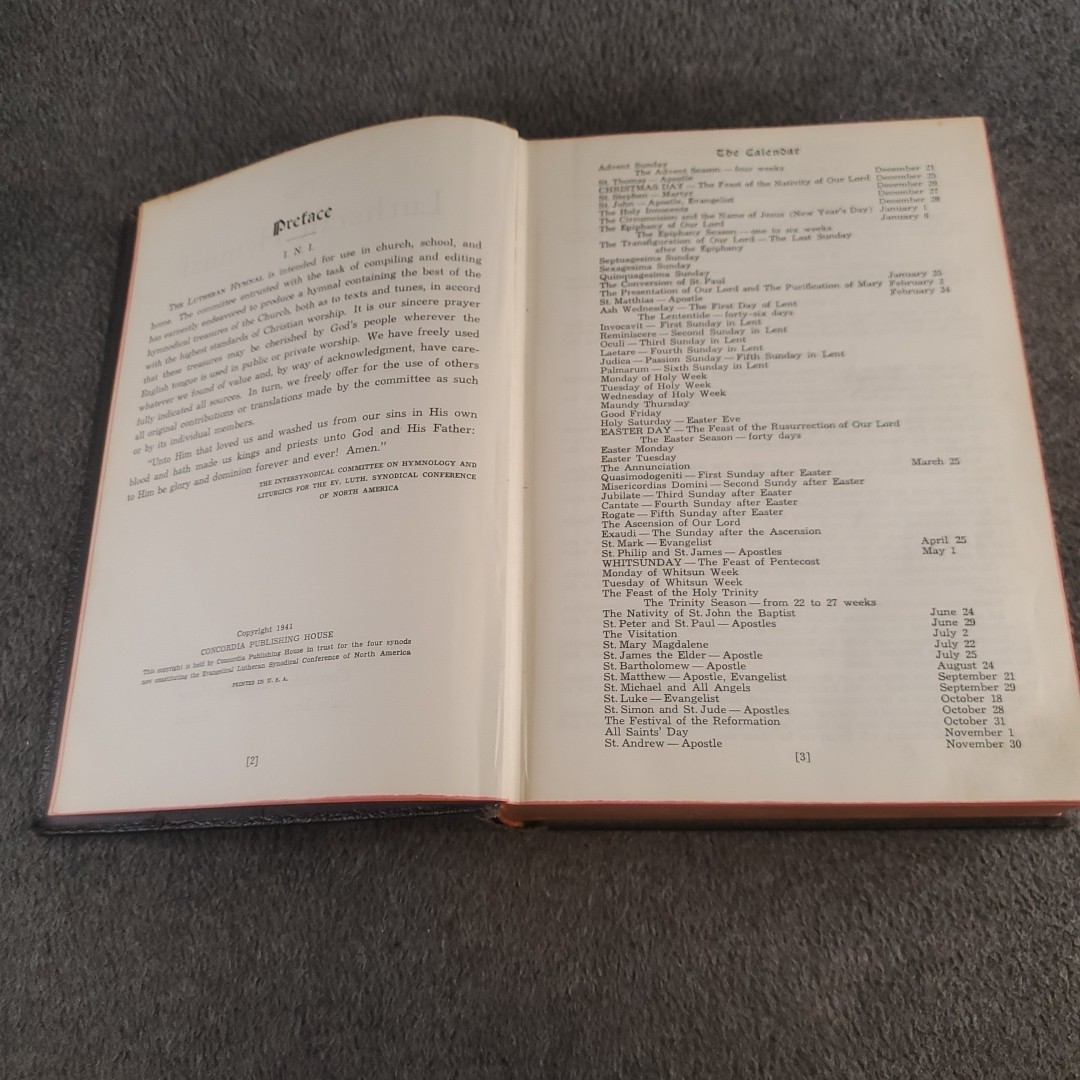 Preface
I. N. I.
THE LUTHERAN HYMNAL is intended for use in church, school, and
home. The committee entrusted with the task of compiling and editing
has earnestly endeavored to produce a hymnal containing the best of the
hymnodical treasures of the Church, both as to texts and tunes, in accord
with the highest standards of Christian worship. It is our sincere prayer
that these treasures may be cherished by God's people wherever the
English tongue is used in public or private worship. We have freely used
whatever we found of value and, by way of acknowledgment, have care-
fully indicated all sources. In turn, we freely offer for the use of others
all original contributions or translations made by the committee as such
or by its individual members.
"Unto Him that loved us and washed us from our sins in His own
blood and hath made us kings and priests unto God and His Father:
to Him be glory and dominion forever and ever! Amen."
THE INTERSYNODICAL COMMITTEE ON HYMNOLOGY AND
LITURGICS FOR THE EV. LUTH. SYNODICAL CONFERENCE
OF NORTH AMERICA
Copyright 1941
CONCORDIA PUBLISHING HOUSE
This copyright is held by Concordia Publishing House in trust for the four synods
now constituting the Evangelical Lutheran Synodical Conference of North America
PRINTED IN U. S. A.
[2]
The Calendar
Advent Sunday
The Advent Season — four weeks
St. Thomas — Apostle December 21
CHRISTMAS DAY — The Feast of the Nativity of Our Lord December 25
St. Stephen — Martyr December 26
St. John — Apostle, Evangelist December 27
The Holy Innocents December 28
The Circumcision and the Name of Jesus (New Year's Day) January 1
The Epiphany of Our Lord January 6
The Epiphany Season — one to six weeks
The Transfiguration of Our Lord — The Last Sunday
after the Epiphany
Septuagesima Sunday
Sexagesima Sunday
Quinquagesima Sunday
The Conversion of St. Paul January 25
The Presentation of Our Lord and The Purification of Mary February 2
St. Matthias — Apostle February 24
Ash Wednesday — The First Day of Lent
The Lententide — forty-six days
Invocavit — First Sunday in Lent
Reminiscere — Second Sunday in Lent
Oculi — Third Sunday in Lent
Laetare — Fourth Sunday in Lent
Judica — Passion Sunday — Fifth Sunday in Lent
Palmarum — Sixth Sunday in Lent
Monday of Holy Week
Tuesday of Holy Week
Wednesday of Holy Week
Maundy Thursday
Good Friday
Holy Saturday — Easter Eve
EASTER DAY — The Feast of the Rusurrection of Our Lord
The Easter Season — forty days
Easter Monday
Easter Tuesday
The Annunciation March 25
Quasimodogeniti — First Sunday after Easter
Misericordias Domini — Second Sundy after Easter
Jubilate — Third Sunday after Easter
Cantate — Fourth Sunday after Easter
Rogate — Fifth Sunday after Easter
The Ascension of Our Lord
Exaudi — The Sunday after the Ascension
St. Mark — Evangelist April 25
St. Philip and St. James — Apostles May 1
WHITSUNDAY — The Feast of Pentecost
Monday of Whitsun Week
Tuesday of Whitsun Week
The Feast of the Holy Trinity
The Trinity Season — from 22 to 27 weeks
The Nativity of St. John the Baptist June 24
St. Peter and St. Paul — Apostles June 29
The Visitation July 2
St. Mary Magdalene July 22
St. James the Elder — Apostle July 25
St. Bartholomew — Apostle August 24
St. Matthew — Apostle, Evangelist September 21
St. Michael and All Angels September 29
St. Luke — Evangelist October 18
St. Simon and St. Jude — Apostles October 28
The Festival of the Reformation October 31
All Saints' Day November 1
St. Andrew — Apostle November 30
[3]